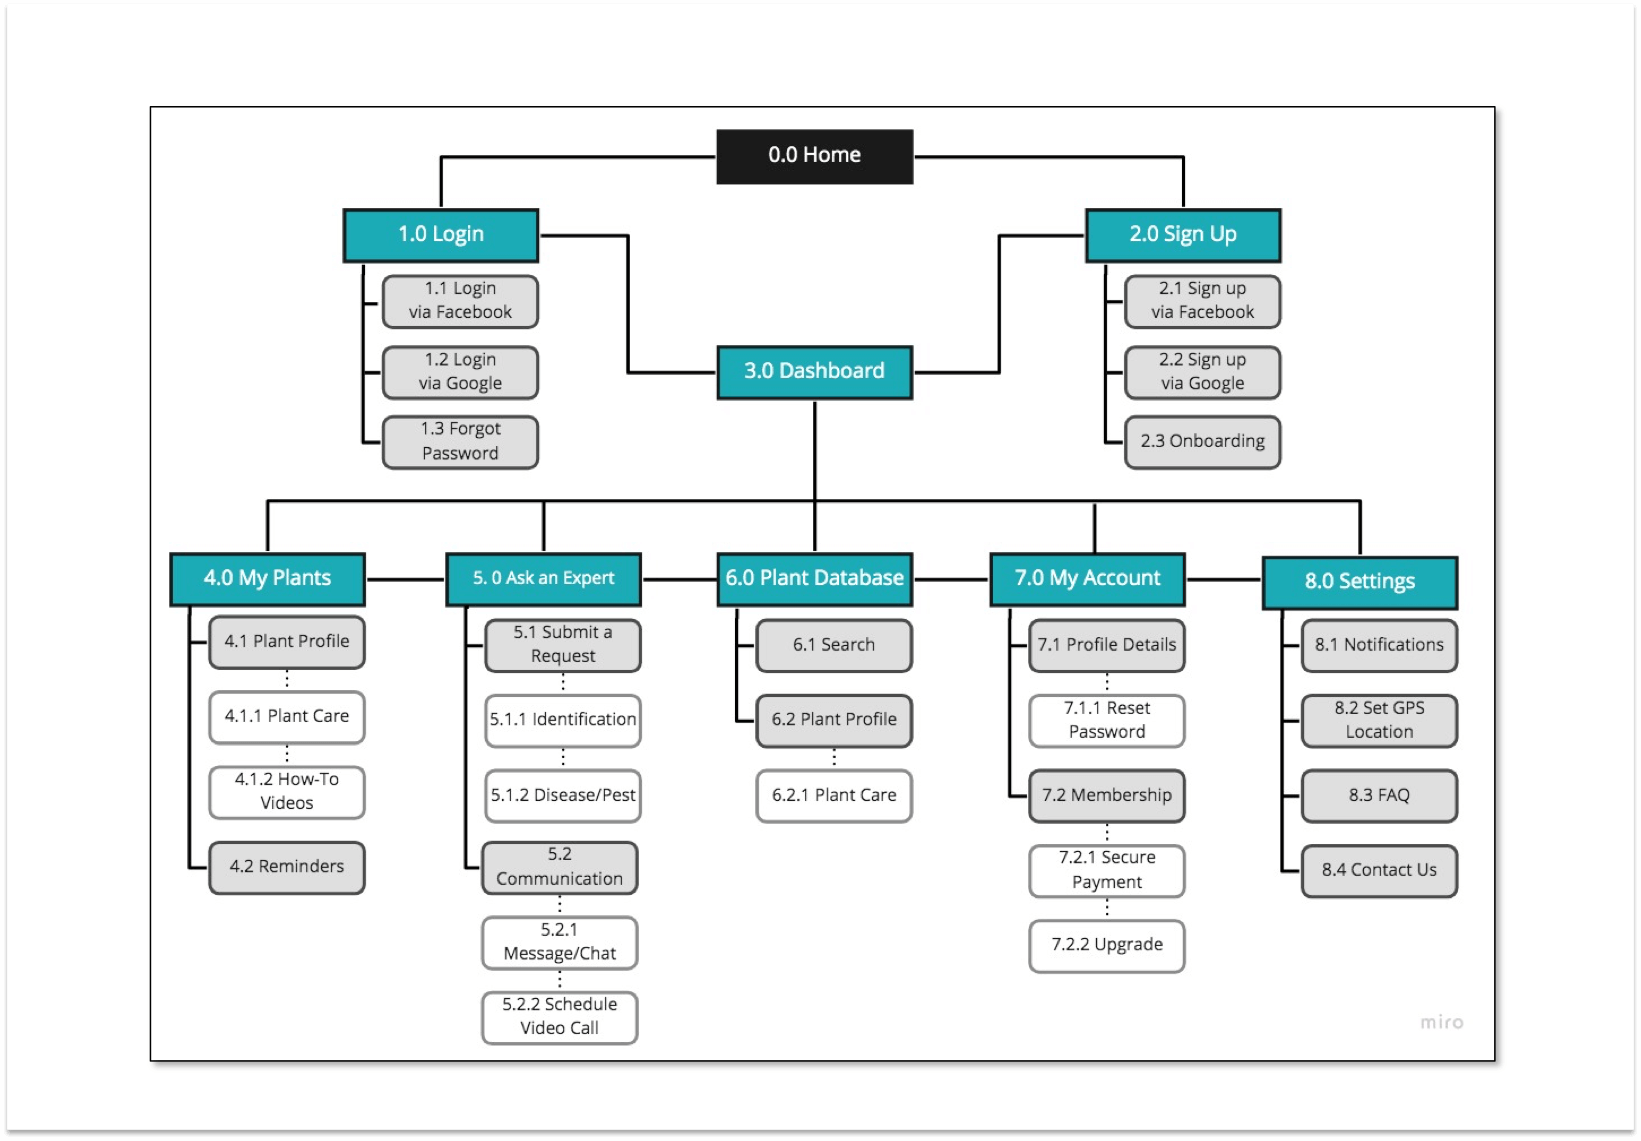 0.0 Home
1.0 Login
2.0 Sign Up
1.1 Login
via Facebook
1.2 Login
via Google
1.3 Forgot
Password
2.1 Sign up
via Facebook
2.2 Sign up
via Google
2.3 Onboarding
3.0 Dashboard
4.0 My Plants
4.1 Plant Profile
4.1.1 Plant Care
4.1.2 How-To
Videos
4.2 Reminders
5. 0 Ask an Expert
5.1 Submit a
Request
5.1.1 Identification
5.1.2 Disease/Pest
5.2
Communication
5.2.1
Message/Chat
5.2.2 Schedule
Video Call
6.0 Plant Database
6.1 Search
6.2 Plant Profile
6.2.1 Plant Care
7.0 My Account
7.1 Profile Details
7.1.1 Reset
Password
7.2 Membership
7.2.1 Secure
Payment
7.2.2 Upgrade
8.0 Settings
8.1 Notifications
8.2 Set GPS
Location
8.3 FAQ
8.4 Contact Us
miro